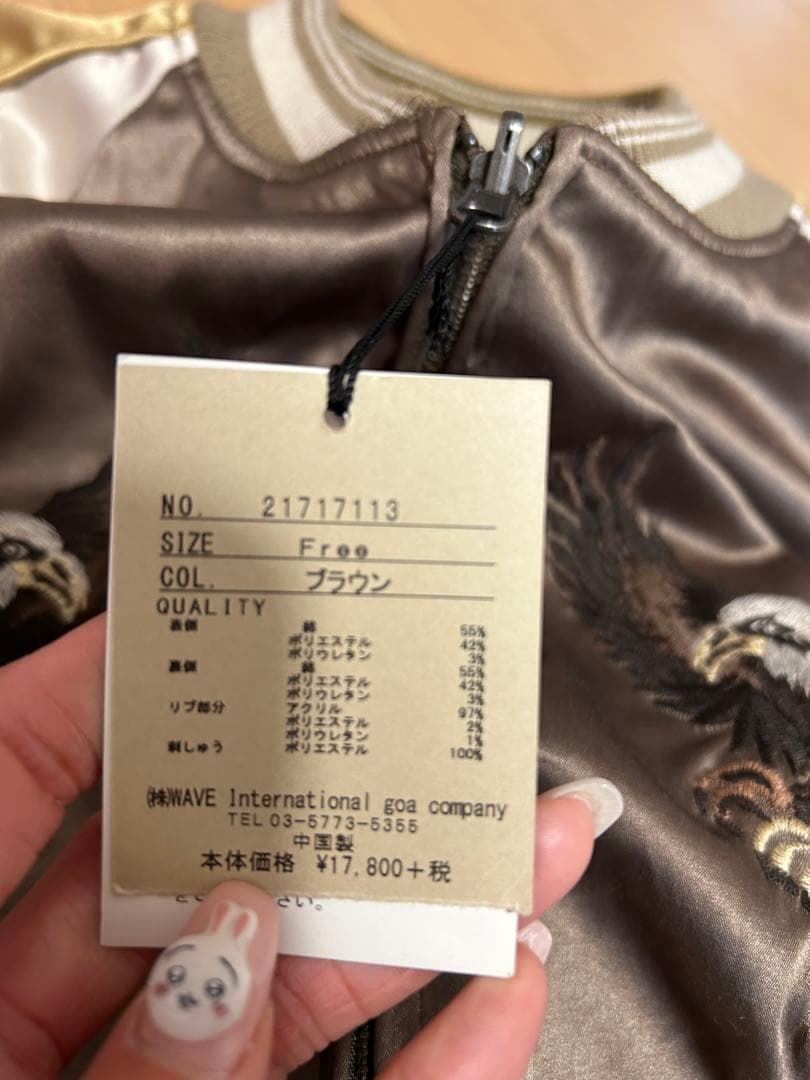 NO. 21717113
SIZE Free
COL. ブラウン
QUALITY
表側 綿 55%
ポリエステル 42%
ポリウレタン 3%
裏側 綿 55%
ポリエステル 42%
ポリウレタン 3%
リブ部分 アクリル 97%
ポリエステル 2%
ポリウレタン 1%
刺しゅう ポリエステル 100%
(株)WAVE International goa company
TEL 03-5773-5355
中国製
本体価格 ¥17,800+税
さい。